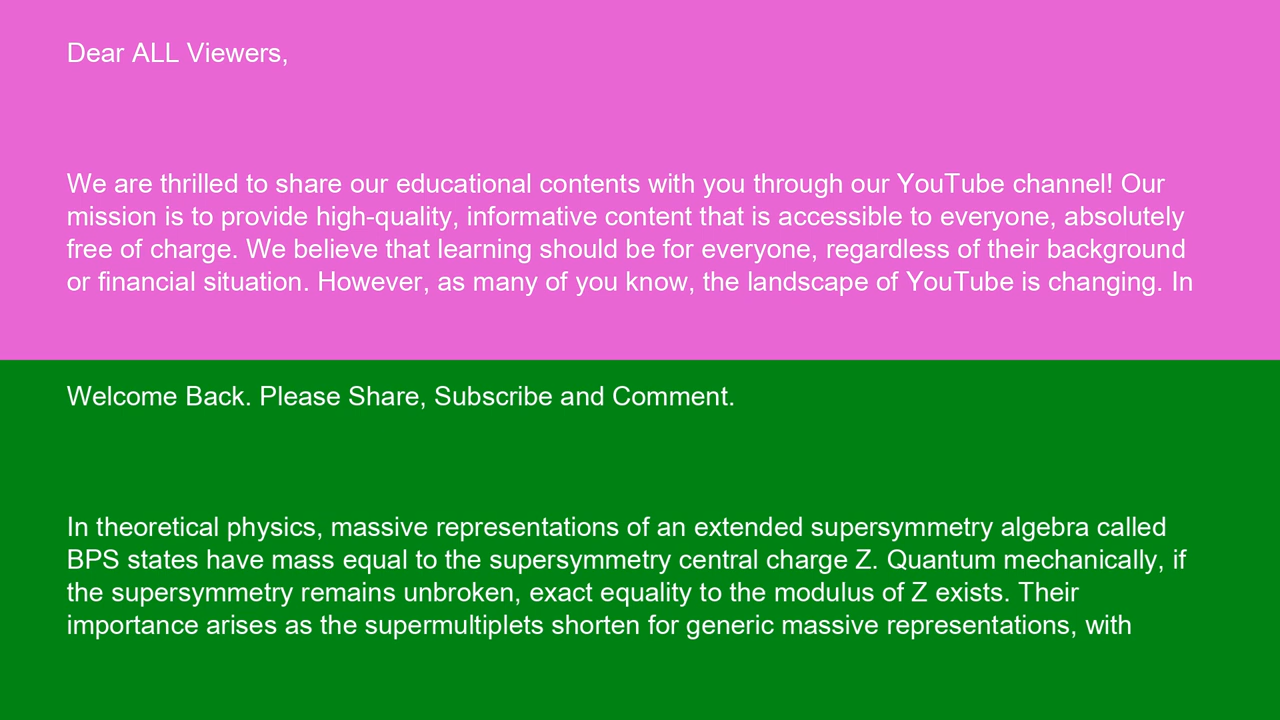 Dear ALL Viewers,
We are thrilled to share our educational contents with you through our YouTube channel! Our
mission is to provide high-quality, informative content that is accessible to everyone, absolutely
free of charge. We believe that learning should be for everyone, regardless of their background
or financial situation. However, as many of you know, the landscape of YouTube is changing. In
Welcome Back. Please Share, Subscribe and Comment.
In theoretical physics, massive representations of an extended supersymmetry algebra called
BPS states have mass equal to the supersymmetry central charge Z. Quantum mechanically, if
the supersymmetry remains unbroken, exact equality to the modulus of Z exists. Their
importance arises as the supermultiplets shorten for generic massive representations, with